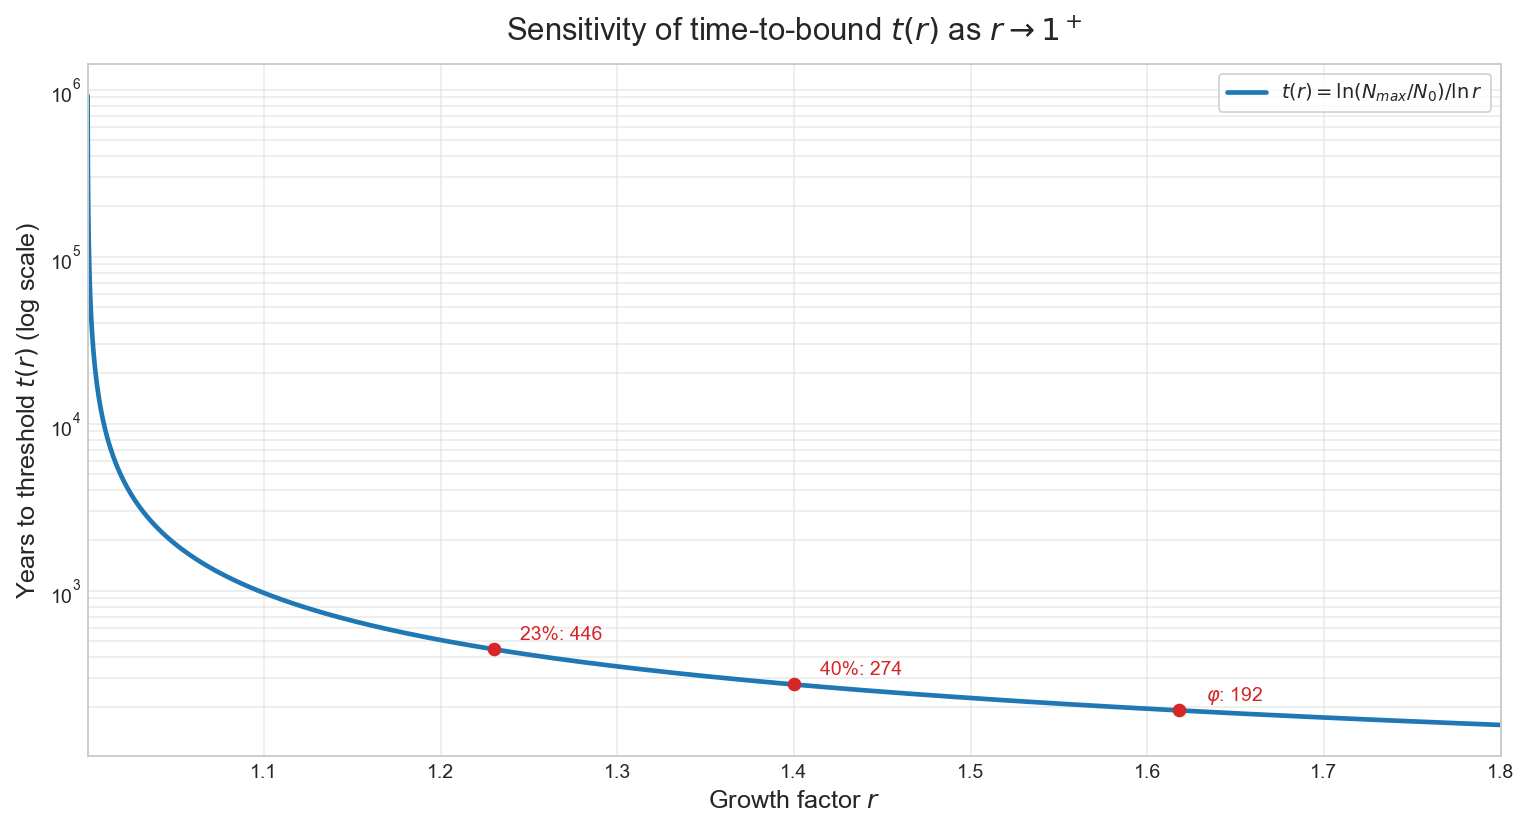 Sensitivity of time-to-bound t(r) as r → 1⁺
t(r) = ln(Nₘₐₓ/N₀)/ln r
Years to threshold t(r) (log scale)
10⁶
10⁵
10⁴
10³
23%: 446
40%: 274
φ: 192
1.1 1.2 1.3 1.4 1.5 1.6 1.7 1.8
Growth factor r